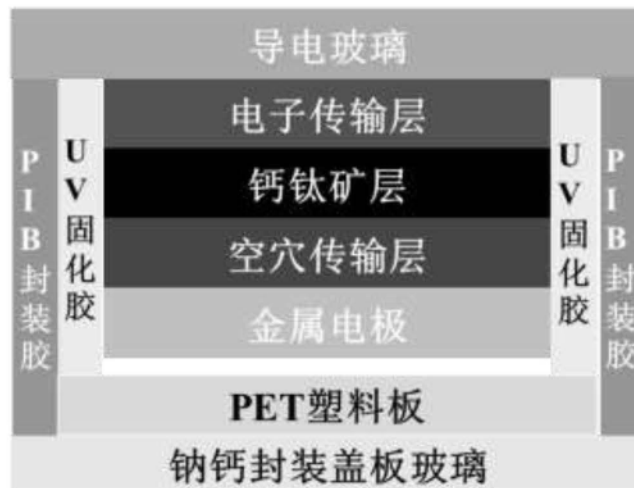 导电玻璃
电子传输层
钙钛矿层
空穴传输层
金属电极
PIB封装胶
UV固化胶
UV固化胶
PIB封装胶
PET塑料板
钠钙封装盖板玻璃